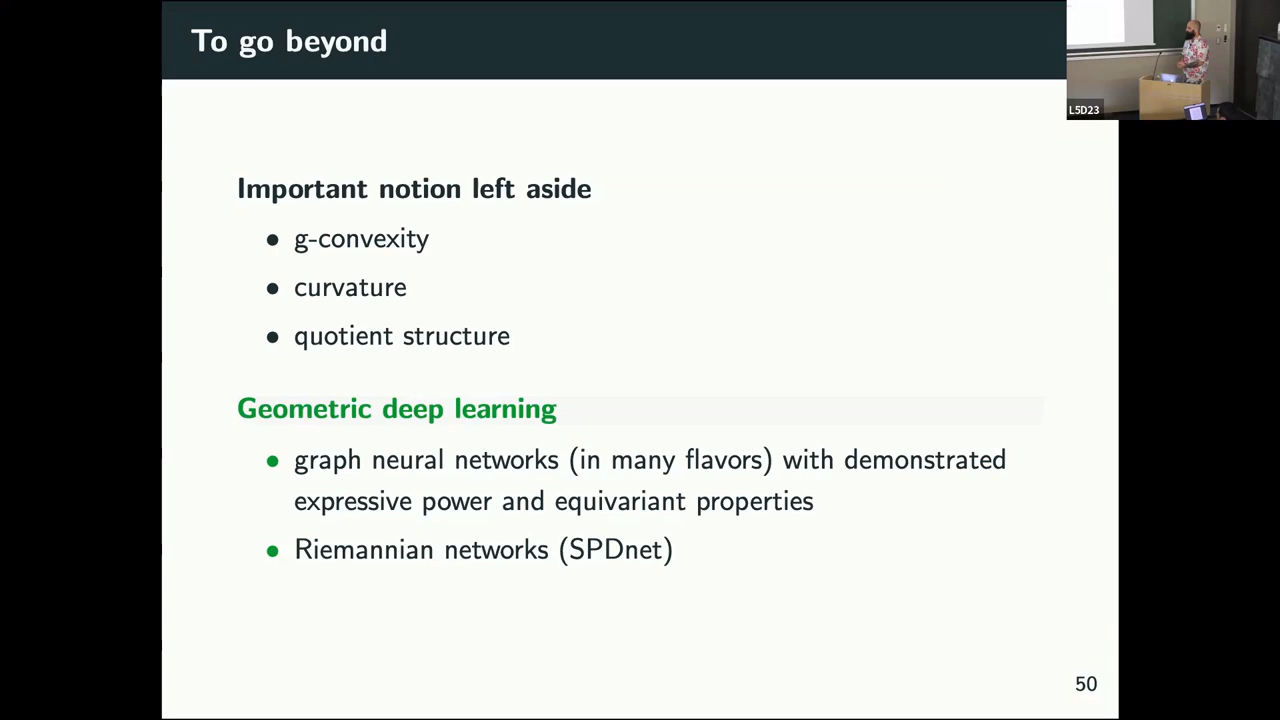 To go beyond
L5D23
Important notion left aside
• g-convexity
• curvature
• quotient structure
Geometric deep learning
• graph neural networks (in many flavors) with demonstrated
expressive power and equivariant properties
• Riemannian networks (SPDnet)
50